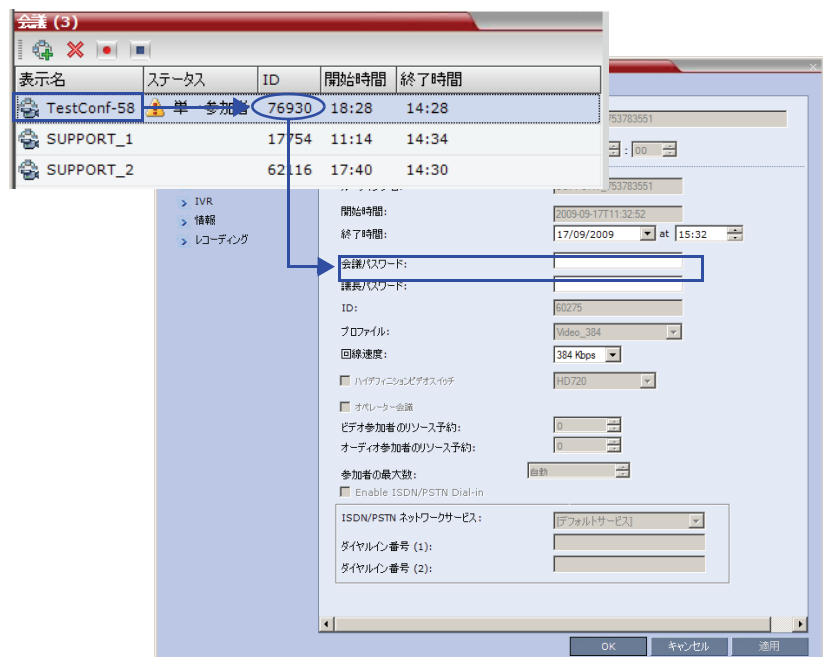 会議 (3)
表示名 ステータス ID 開始時間 終了時間
TestConf-58 単一参加者 76930 18:28 14:28
SUPPORT_1 17754 11:14 14:34
SUPPORT_2 62116 17:40 14:30
753783551
: 00
753783551
IVR
情報
レコーディング
開始時間: 2009-09-17T11:32:52
終了時間: 17/09/2009 at 15:32
会議パスワード:
議長パスワード:
ID: 60275
プロファイル: Video_384
回線速度: 384 Kbps
ハイデフィニションビデオスイッチ HD720
オペレーター会議
ビデオ参加者のリソース予約: 0
オーディオ参加者のリソース予約: 0
参加者の最大数: 自動
Enable ISDN/PSTN Dial-in
ISDN/PSTN ネットワークサービス: [デフォルトサービス]
ダイヤルイン番号 (1):
ダイヤルイン番号 (2):
OK キャンセル 適用